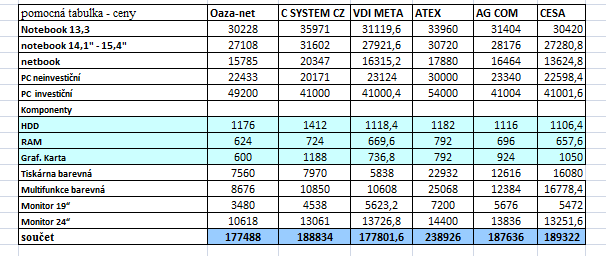 pomocná tabulka - ceny Oaza-net C SYSTEM CZ VDI META ATEX AG COM CESA
Notebook 13,3 30228 35971 31119,6 33960 31404 30420
notebook 14,1" - 15,4" 27108 31602 27921,6 30720 28176 27280,8
netbook 15785 20347 16315,2 17880 16464 13624,8
PC neinvestiční 22433 20171 23124 30000 23340 22598,4
PC investiční 49200 41000 41000,4 54000 41004 41001,6
Komponenty
HDD 1176 1412 1118,4 1182 1116 1106,4
RAM 624 724 669,6 792 696 657,6
Graf. Karta 600 1188 736,8 792 924 1050
Tiskárna barevná 7560 7970 5838 22932 12616 16080
Multifunkce barevná 8676 10850 10608 25068 12384 16778,4
Monitor 19“ 3480 4538 5623,2 7200 5676 5472
Monitor 24“ 10618 13061 13726,8 14400 13836 13251,6
součet 177488 188834 177801,6 238926 187636 189322